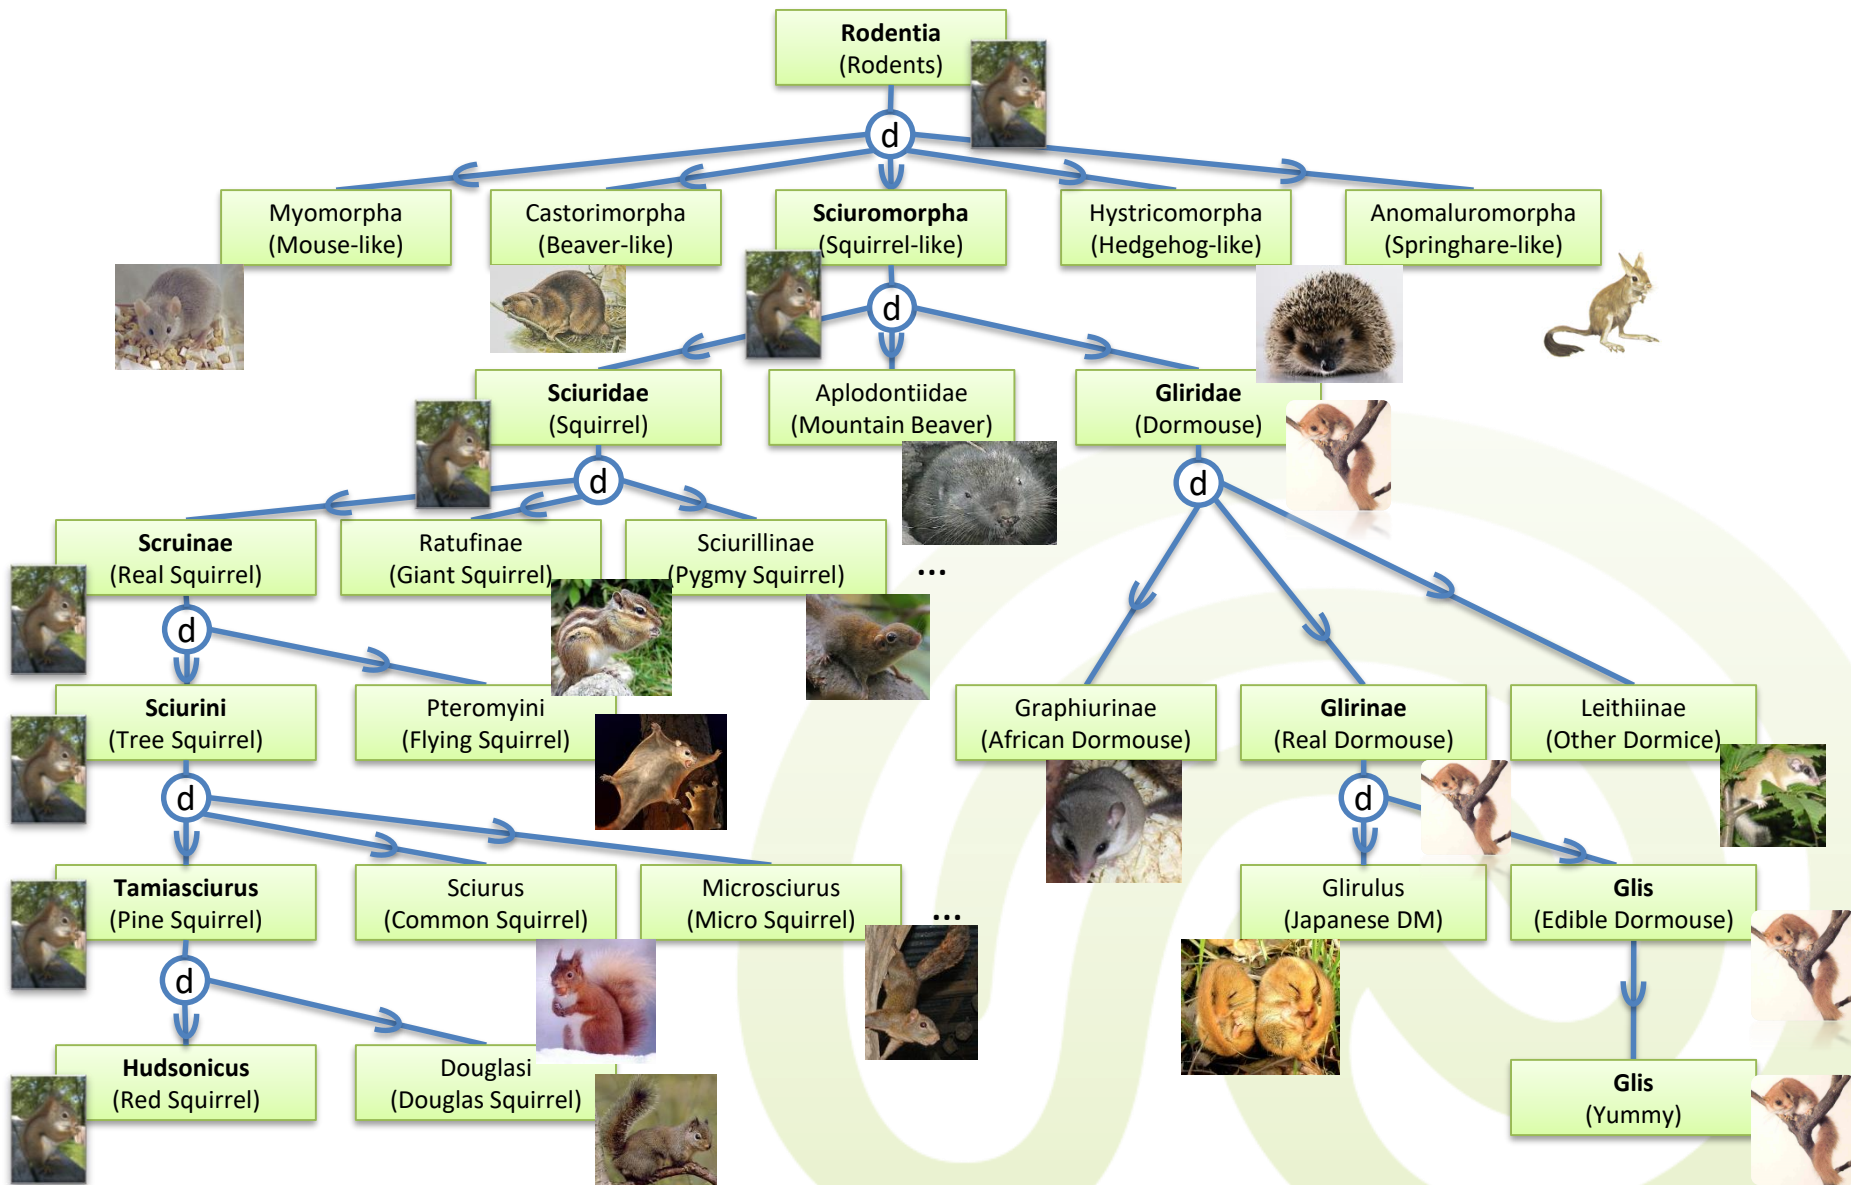 Rodentia
(Rodents)
d
Myomorpha
(Mouse-like)
Castorimorpha
(Beaver-like)
Sciuromorpha
(Squirrel-like)
Hystricomorpha
(Hedgehog-like)
Anomaluromorpha
(Springhare-like)
d
Sciuridae
(Squirrel)
Aplodontiidae
(Mountain Beaver)
Gliridae
(Dormouse)
d
d
Scruinae
(Real Squirrel)
Ratufinae
(Giant Squirrel)
Sciurillinae
(Pygmy Squirrel)
...
d
Sciurini
(Tree Squirrel)
Pteromyini
(Flying Squirrel)
Graphiurinae
(African Dormouse)
Glirinae
(Real Dormouse)
Leithiinae
(Other Dormice)
d
d
Tamiasciurus
(Pine Squirrel)
Sciurus
(Common Squirrel)
Microsciurus
(Micro Squirrel)
...
Glirulus
(Japanese DM)
Glis
(Edible Dormouse)
d
Hudsonicus
(Red Squirrel)
Douglasi
(Douglas Squirrel)
Glis
(Yummy)